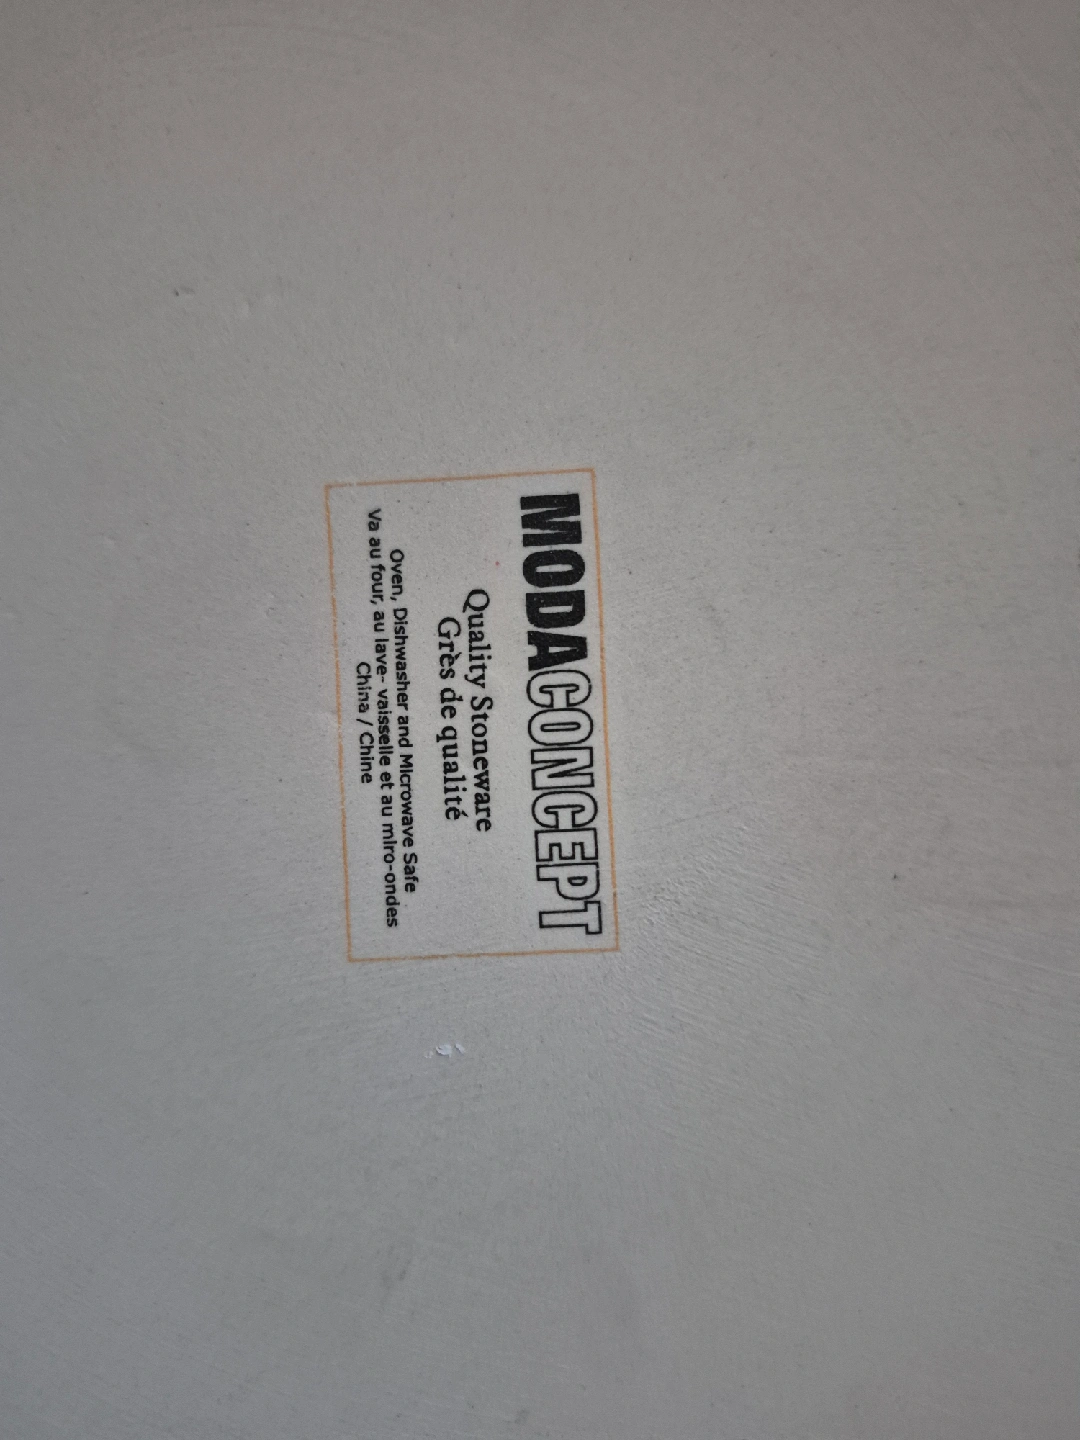 MODACONCEPT
Quality Stoneware
Grès de qualité
Oven, Dishwasher and Microwave Safe
Va au four, au lave- vaisselle et au miro-ondes
China / Chine